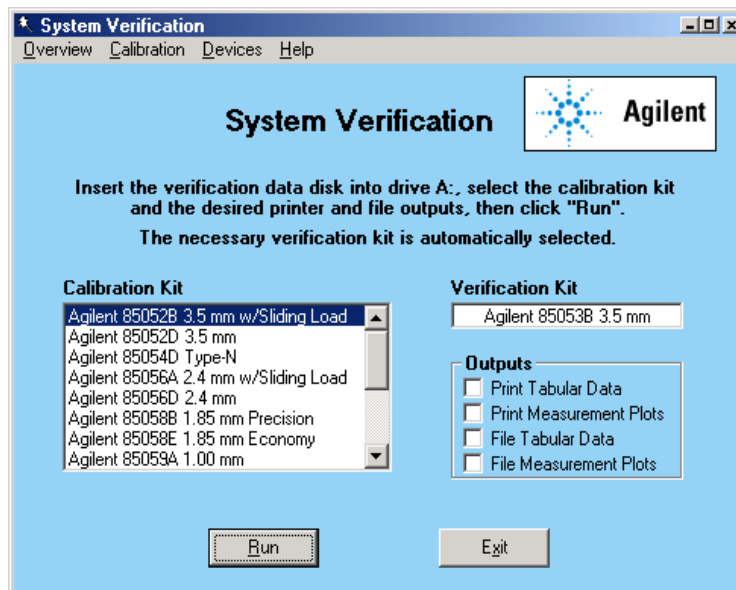 System Verification
Overview Calibration Devices Help
System Verification
Agilent
Insert the verification data disk into drive A:, select the calibration kit
and the desired printer and file outputs, then click "Run".
The necessary verification kit is automatically selected.
Calibration Kit
Agilent 85052B 3.5 mm w/Sliding Load
Agilent 85052D 3.5 mm
Agilent 85054D Type-N
Agilent 85056A 2.4 mm w/Sliding Load
Agilent 85056D 2.4 mm
Agilent 85058B 1.85 mm Precision
Agilent 85058E 1.85 mm Economy
Agilent 85059A 1.00 mm
Verification Kit
Agilent 85053B 3.5 mm
Outputs
Print Tabular Data
Print Measurement Plots
File Tabular Data
File Measurement Plots
Run
Exit